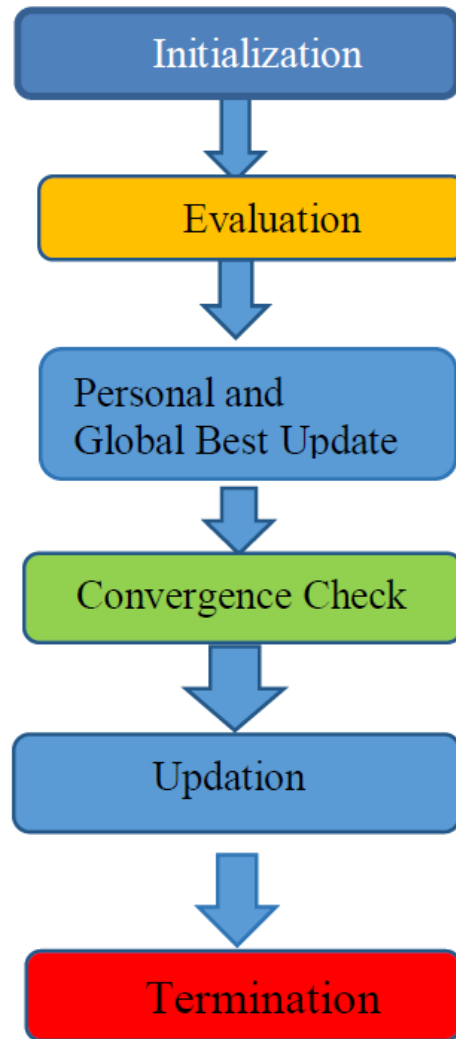 Initialization
Evaluation
Personal and
Global Best Update
Convergence Check
Updation
Termination